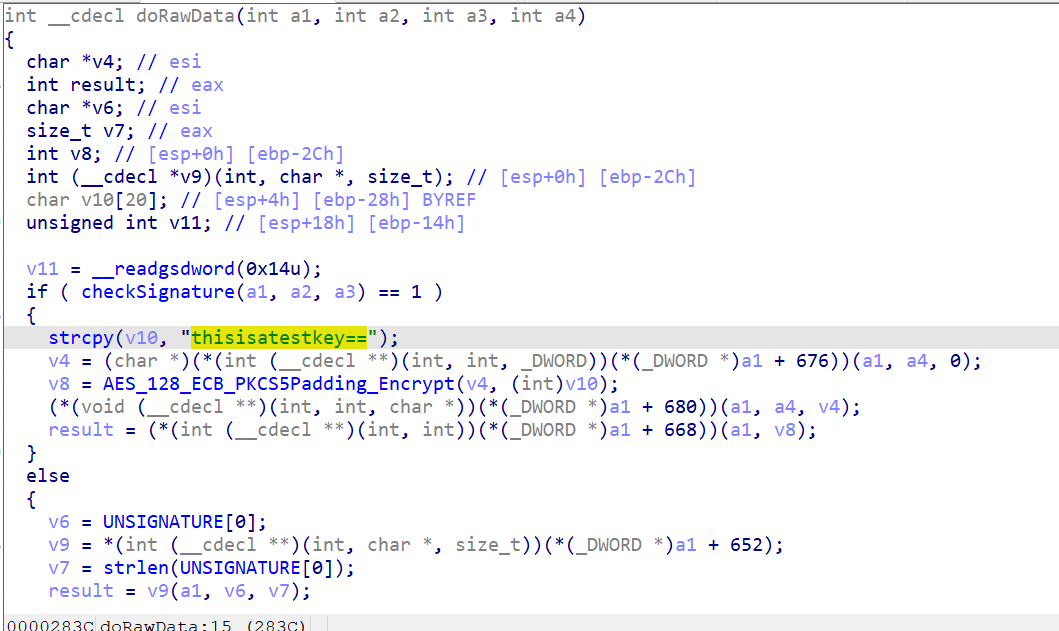 int __cdecl doRawData(int a1, int a2, int a3, int a4)
{
  char *v4; // esi
  int result; // eax
  char *v6; // esi
  size_t v7; // eax
  int v8; // [esp+0h] [ebp-2Ch]
  int (__cdecl *v9)(int, char *, size_t); // [esp+0h] [ebp-2Ch]
  char v10[20]; // [esp+4h] [ebp-28h] BYREF
  unsigned int v11; // [esp+18h] [ebp-14h]

  v11 = __readgsdword(0x14u);
  if ( checkSignature(a1, a2, a3) == 1 )
  {
    strcpy(v10, "thisisatestkey==");
    v4 = (char *)(*(int (__cdecl **)(int, int, _DWORD))(*(_DWORD *)a1 + 676))(a1, a4, 0);
    v8 = AES_128_ECB_PKCS5Padding_Encrypt(v4, (int)v10);
    (*(void (__cdecl **)(int, int, char *))(*(_DWORD *)a1 + 680))(a1, a4, v4);
    result = (*(int (__cdecl **)(int, int))(*(_DWORD *)a1 + 668))(a1, v8);
  }
  else
  {
    v6 = UNSIGNATURE[0];
    v9 = *(int (__cdecl **)(int, char *, size_t))(*(_DWORD *)a1 + 652);
    v7 = strlen(UNSIGNATURE[0]);
    result = v9(a1, v6, v7);
0000283C doRawData:15 (283C)